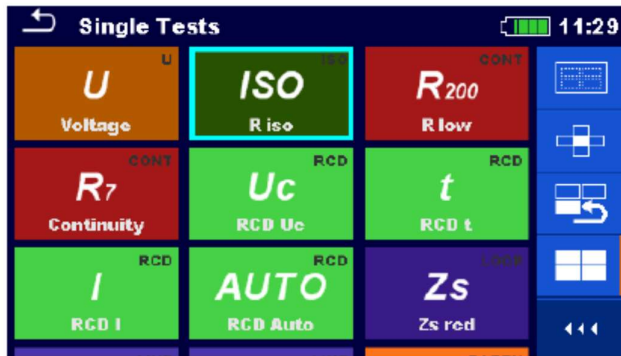 Single Tests 11:29
U ISO CONT
U ISO R200
Voltage R iso R low
CONT RCD RCD
R7 Uc t
Continuity RCD Uc RCD t
RCD RCD LOOP
I AUTO Zs
RCD I RCD Auto Zs rcd